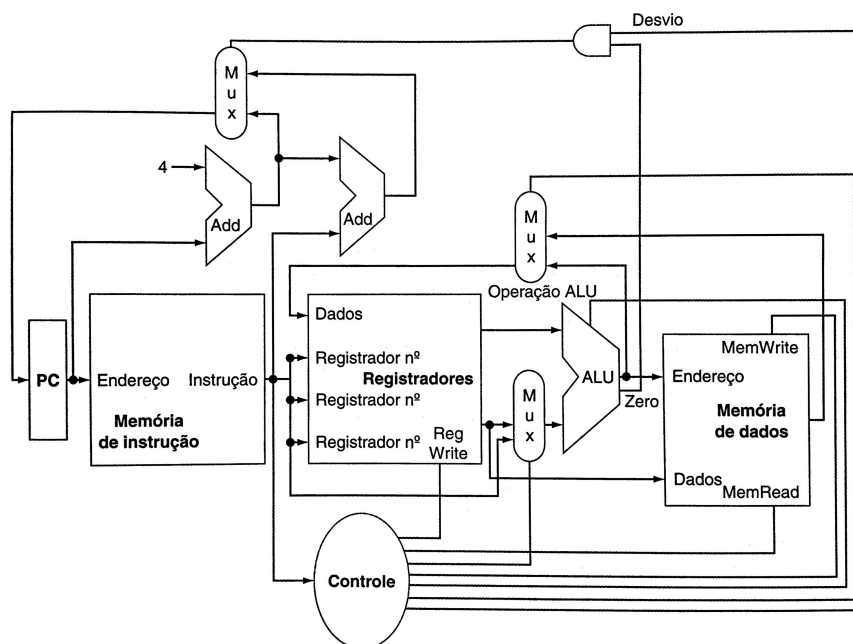 Desvio
M
u
x
4
Add
Add
M
u
x
Operação ALU
Dados
Registrador nº
Registradores
Registrador nº
Registrador nº
Reg
Write
PC
Endereço
Instrução
Memória
de instrução
M
u
x
ALU
Zero
MemWrite
Endereço
Memória
de dados
Dados
MemRead
Controle